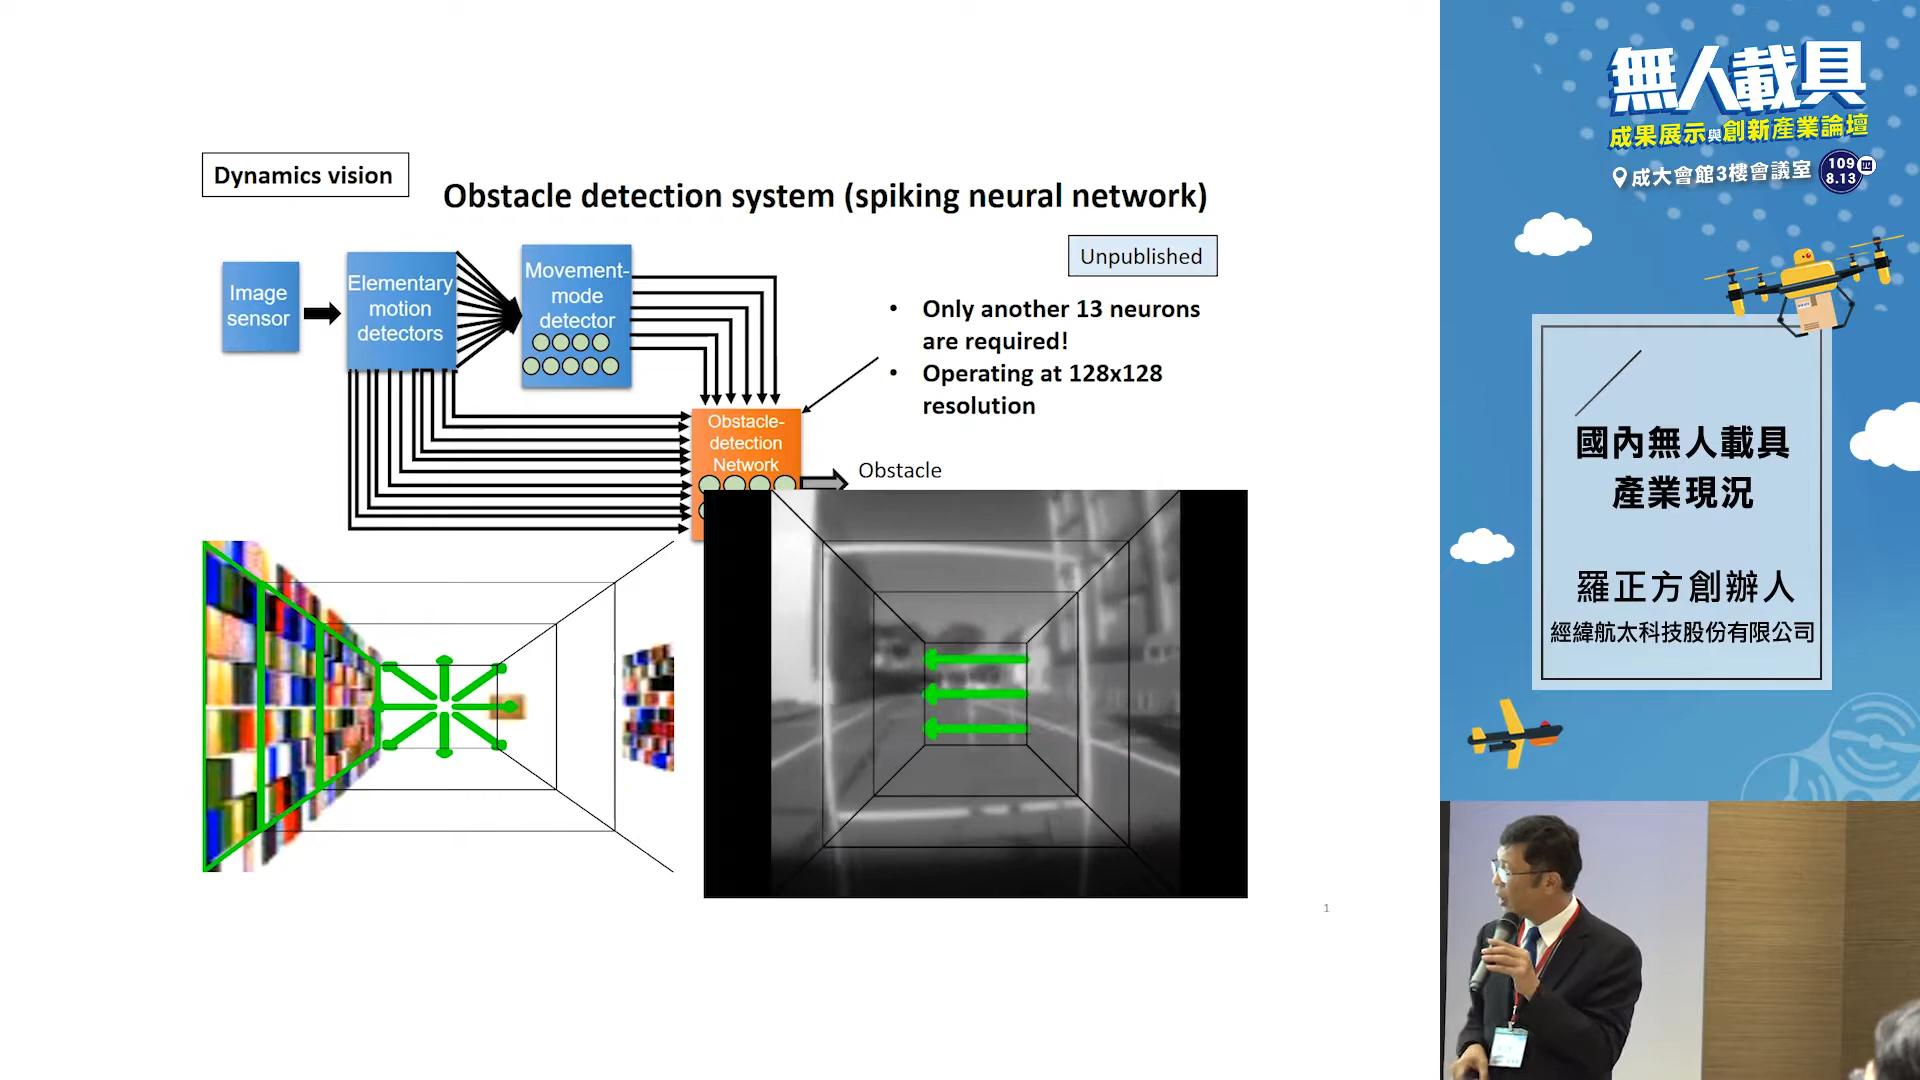 Dynamics vision
Obstacle detection system (spiking neural network)
Unpublished
Image
sensor
Elementary
motion
detectors
Movement-
mode
detector
• Only another 13 neurons
are required!
• Operating at 128x128
resolution
Obstacle-
detection
Network
Obstacle
1
無人載具
成果展示與創新產業論壇
成大會館3樓會議室
109
8.13
四
國內無人載具
產業現況
羅正方創辦人
經緯航太科技股份有限公司